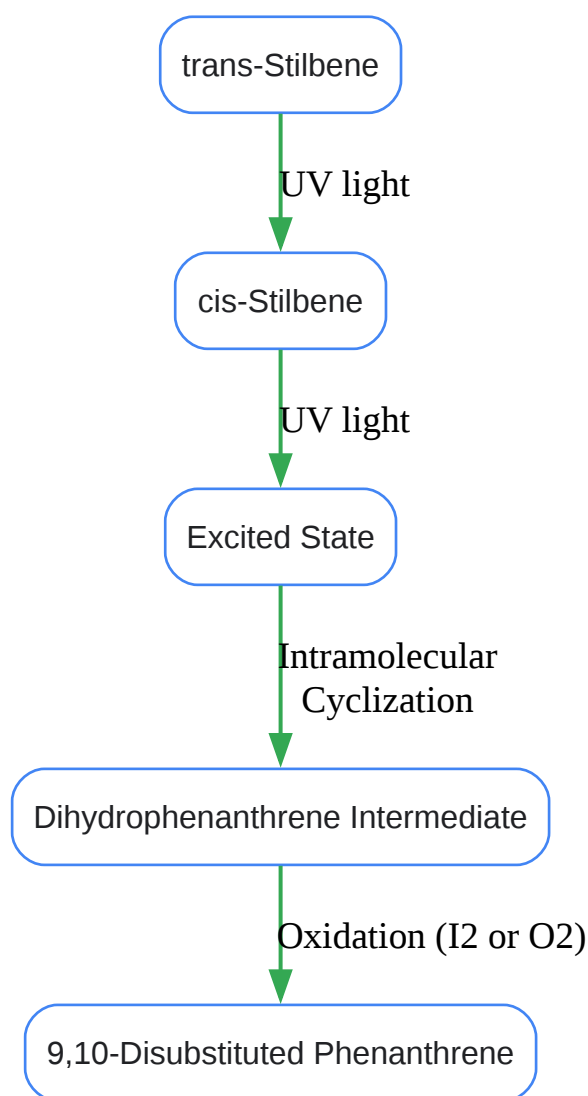 trans-Stilbene
UV light
cis-Stilbene
UV light
Excited State
Intramolecular
Cyclization
Dihydrophenanthrene Intermediate
Oxidation (I2 or O2)
9,10-Disubstituted Phenanthrene